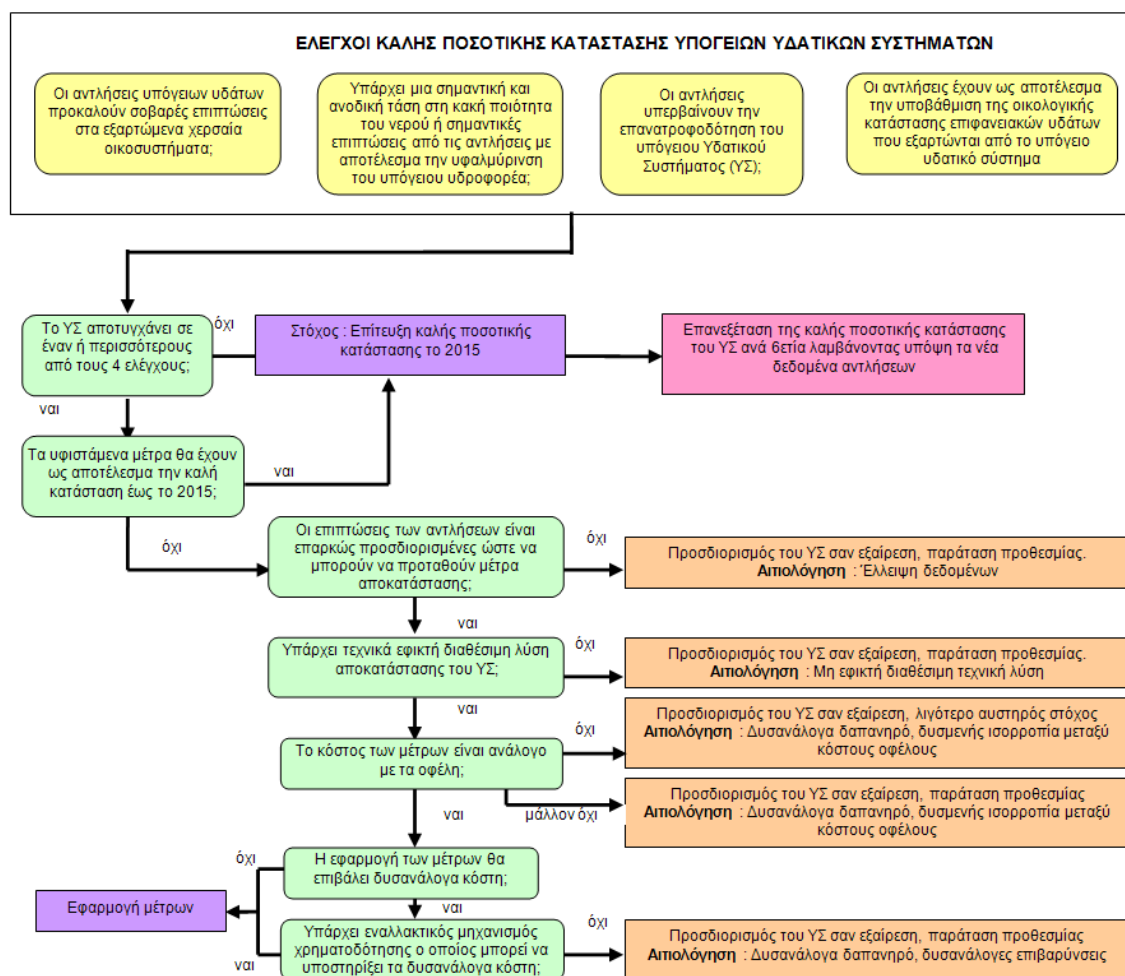 ΕΛΕΓΧΟΙ ΚΑΛΗΣ ΠΟΣΟΤΙΚΗΣ ΚΑΤΑΣΤΑΣΗΣ ΥΠΟΓΕΙΩΝ ΥΔΑΤΙΚΩΝ ΣΥΣΤΗΜΑΤΩΝ
Οι αντλήσεις υπόγειων υδάτων
προκαλούν σοβαρές επιπτώσεις
στα εξαρτώμενα χερσαία
οικοσυστήματα;
Υπάρχει μια σημαντική και
ανοδική τάση στη κακή ποιότητα
του νερού ή σημαντικές
επιπτώσεις από τις αντλήσεις με
αποτέλεσμα την υφαλμύρινση
του υπόγειου υδροφορέα;
Οι αντλήσεις
υπερβαίνουν την
επανατροφοδότηση του
υπόγειου Υδατικού
Συστήματος (ΥΣ);
Οι αντλήσεις έχουν ως αποτέλεσμα
την υποβάθμιση της οικολογικής
κατάστασης επιφανειακών υδάτων
που εξαρτώνται από το υπόγειο
υδατικό σύστημα
Το ΥΣ αποτυγχάνει σε
έναν ή περισσότερους
από τους 4 ελέγχους;
όχι
Στόχος : Επίτευξη καλής ποσοτικής
κατάστασης το 2015
Επανεξέταση της καλής ποσοτικής κατάστασης
του ΥΣ ανά 6ετία λαμβάνοντας υπόψη τα νέα
δεδομένα αντλήσεων
ναι
Τα υφιστάμενα μέτρα θα έχουν
ως αποτέλεσμα την καλή
κατάσταση έως το 2015;
ναι
όχι
Οι επιπτώσεις των αντλήσεων είναι
επαρκώς προσδιορισμένες ώστε να
μπορούν να προταθούν μέτρα
αποκατάστασης;
όχι
Προσδιορισμός του ΥΣ σαν εξαίρεση, παράταση προθεσμίας.
Αιτιολόγηση : Έλλειψη δεδομένων
ναι
Υπάρχει τεχνικά εφικτή διαθέσιμη λύση
αποκατάστασης του ΥΣ;
όχι
Προσδιορισμός του ΥΣ σαν εξαίρεση, παράταση προθεσμίας.
Αιτιολόγηση : Μη εφικτή διαθέσιμη τεχνική λύση
ναι
Το κόστος των μέτρων είναι ανάλογο
με τα οφέλη;
όχι
Προσδιορισμός του ΥΣ σαν εξαίρεση, λιγότερο αυστηρός στόχος
Αιτιολόγηση : Δυσανάλογα δαπανηρό, δυσμενής ισορροπία μεταξύ
κόστους οφέλους
μάλλον όχι
Προσδιορισμός του ΥΣ σαν εξαίρεση, παράταση προθεσμίας
Αιτιολόγηση : Δυσανάλογα δαπανηρό, δυσμενής ισορροπία μεταξύ
κόστους οφέλους
ναι
Η εφαρμογή των μέτρων θα
επιβάλει δυσανάλογα κόστη;
όχι
Εφαρμογή μέτρων
ναι
Υπάρχει εναλλακτικός μηχανισμός
χρηματοδότησης ο οποίος μπορεί να
υποστηρίξει τα δυσανάλογα κόστη;
ναι
όχι
Προσδιορισμός του ΥΣ σαν εξαίρεση, παράταση προθεσμίας
Αιτιολόγηση : Δυσανάλογα δαπανηρό, δυσανάλογες επιβαρύνσεις